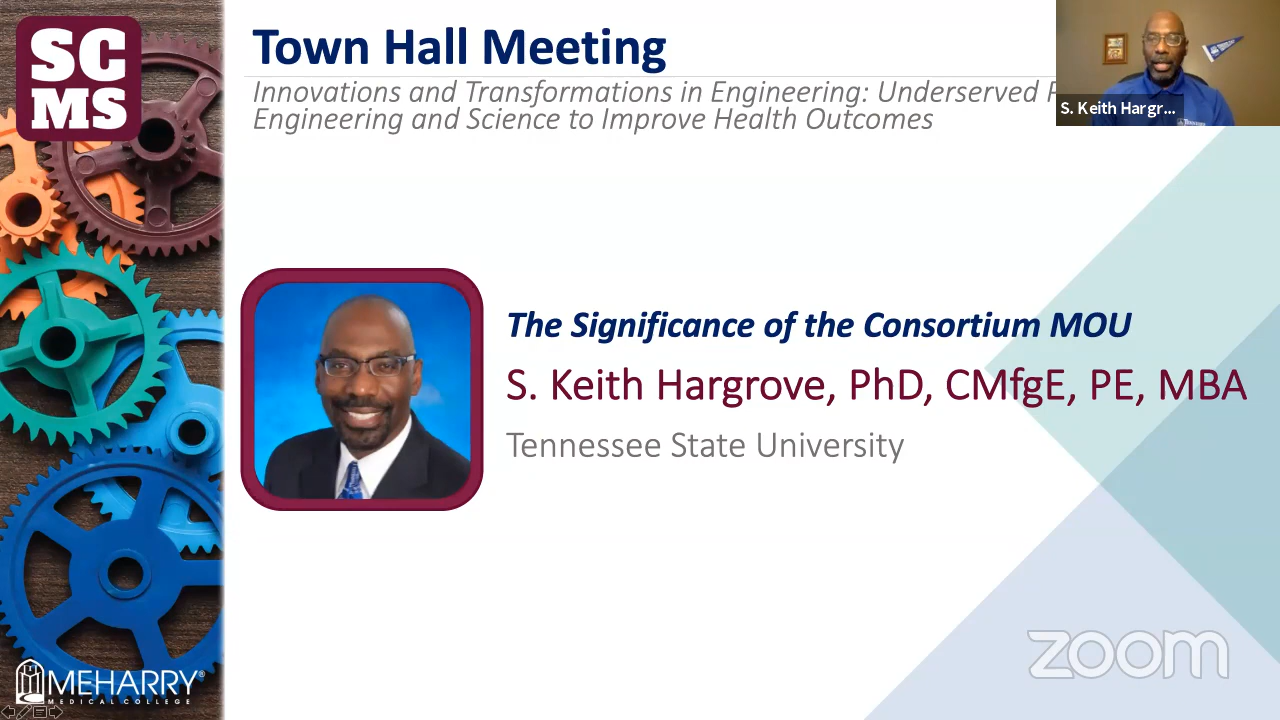 SC
MS
Town Hall Meeting
Innovations and Transformations in Engineering: Underserved
Engineering and Science to Improve Health Outcomes
S. Keith Hargr...
The Significance of the Consortium MOU
S. Keith Hargrove, PhD, CMfgE, PE, MBA
Tennessee State University
zoom
MEHARRY®
MEDICAL COLLEGE